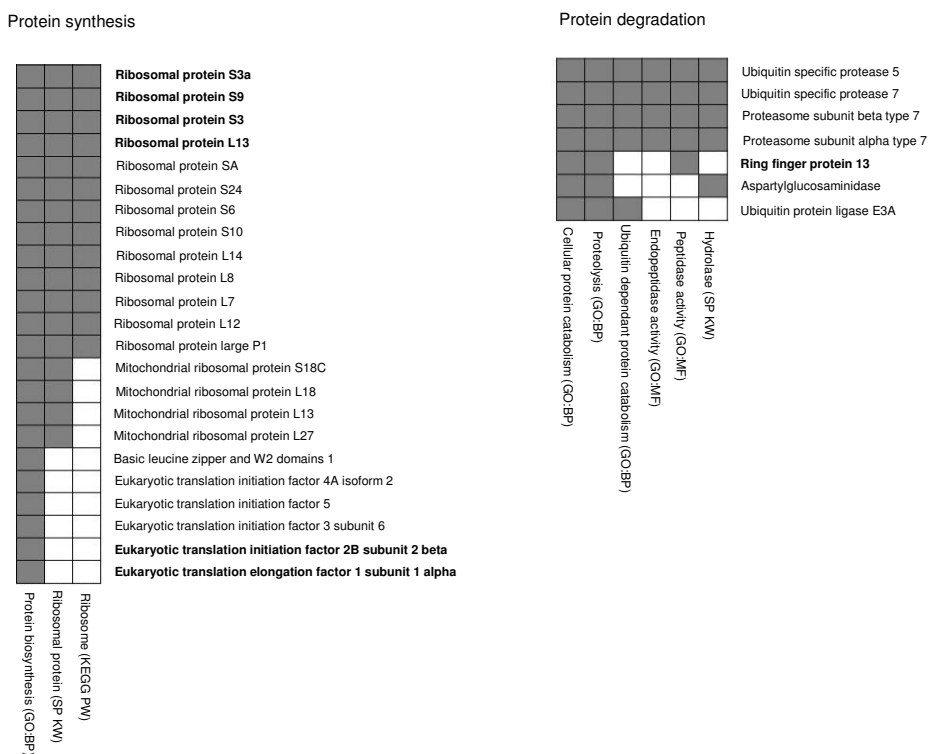 Protein synthesis
Ribosomal protein S3a
Ribosomal protein S9
Ribosomal protein S3
Ribosomal protein L13
Ribosomal protein SA
Ribosomal protein S24
Ribosomal protein S6
Ribosomal protein S10
Ribosomal protein L14
Ribosomal protein L8
Ribosomal protein L7
Ribosomal protein L12
Ribosomal protein large P1
Mitochondrial ribosomal protein S18C
Mitochondrial ribosomal protein L18
Mitochondrial ribosomal protein L13
Mitochondrial ribosomal protein L27
Basic leucine zipper and W2 domains 1
Eukaryotic translation initiation factor 4A isoform 2
Eukaryotic translation initiation factor 5
Eukaryotic translation initiation factor 3 subunit 6
Eukaryotic translation initiation factor 2B subunit 2 beta
Eukaryotic translation elongation factor 1 subunit 1 alpha
Protein biosynthesis (GO:BP)
Ribosomal protein (SP KW)
Ribosome (KEGG PW)
Protein degradation
Ubiquitin specific protease 5
Ubiquitin specific protease 7
Proteasome subunit beta type 7
Proteasome subunit alpha type 7
Ring finger protein 13
Aspartylglucosaminidase
Ubiquitin protein ligase E3A
Cellular protein catabolism (GO:BP)
Proteolysis (GO:BP)
Ubiquitin dependant protein catabolism (GO:BP)
Endopeptidase activity (GO:MF)
Peptidase activity (GO:MF)
Hydrolase (SP KW)